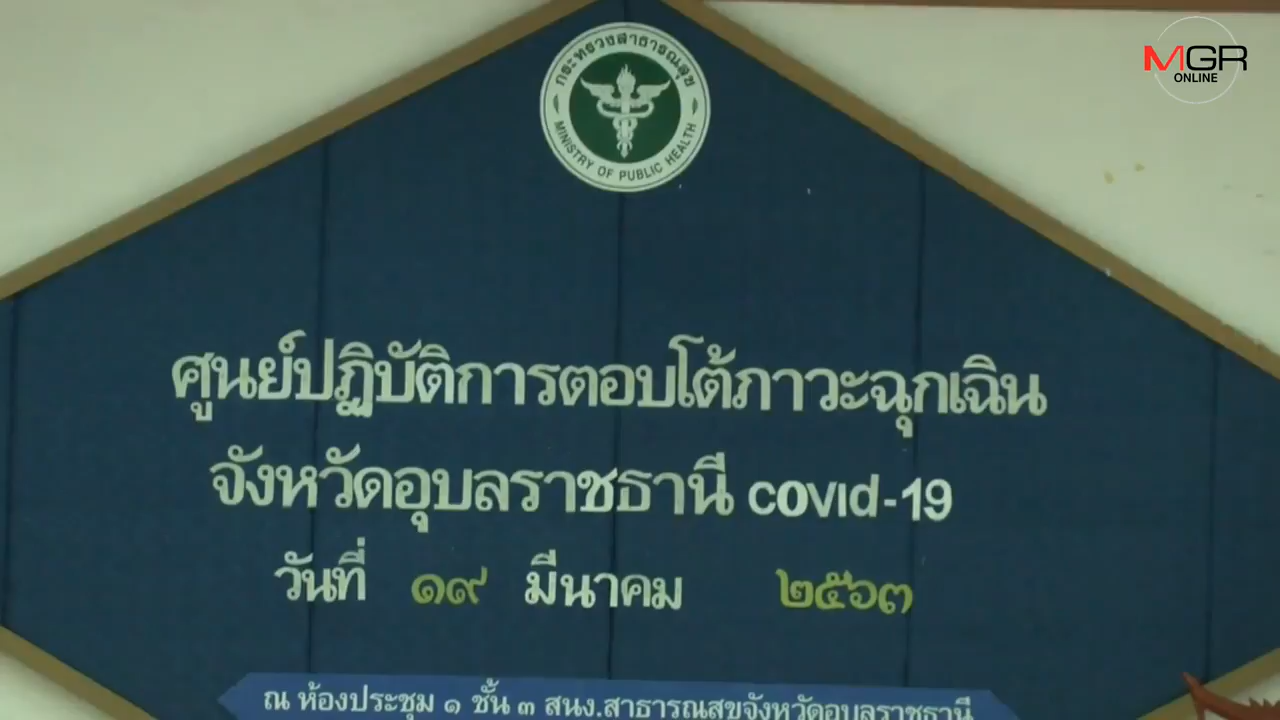 MGR
ONLINE
กระทรวงสาธารณสุข
MINISTRY OF PUBLIC HEALTH
ศูนย์ปฏิบัติการตอบโต้ภาวะฉุกเฉิน
จังหวัดอุบลราชธานี covid-19
วันที่ ๑๙ มีนาคม ๒๕๖๓
ณ ห้องประชุม ๑ ชั้น ๓ สนง.สาธารณสุขจังหวัดอุบลราชธานี